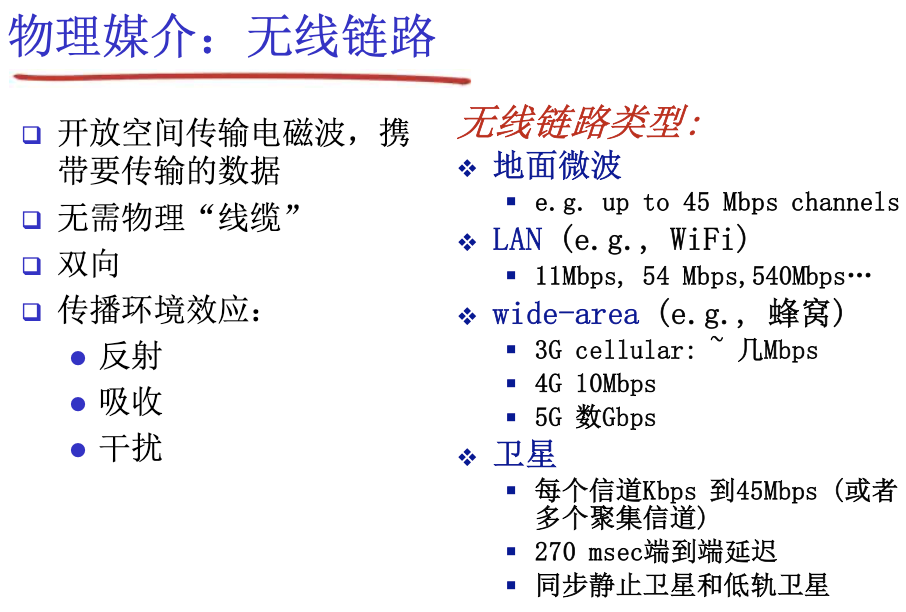 物理媒介：无线链路
开放空间传输电磁波，携
带要传输的数据
无需物理“线缆”
双向
传播环境效应：
反射
吸收
干扰
无线链路类型：
地面微波
e.g. up to 45 Mbps channels
LAN (e.g., WiFi)
11Mbps, 54 Mbps,540Mbps…
wide-area (e.g., 蜂窝)
3G cellular: ~ 几Mbps
4G 10Mbps
5G 数Gbps
卫星
每个信道Kbps 到45Mbps (或者
多个聚集信道)
270 msec端到端延迟
同步静止卫星和低轨卫星